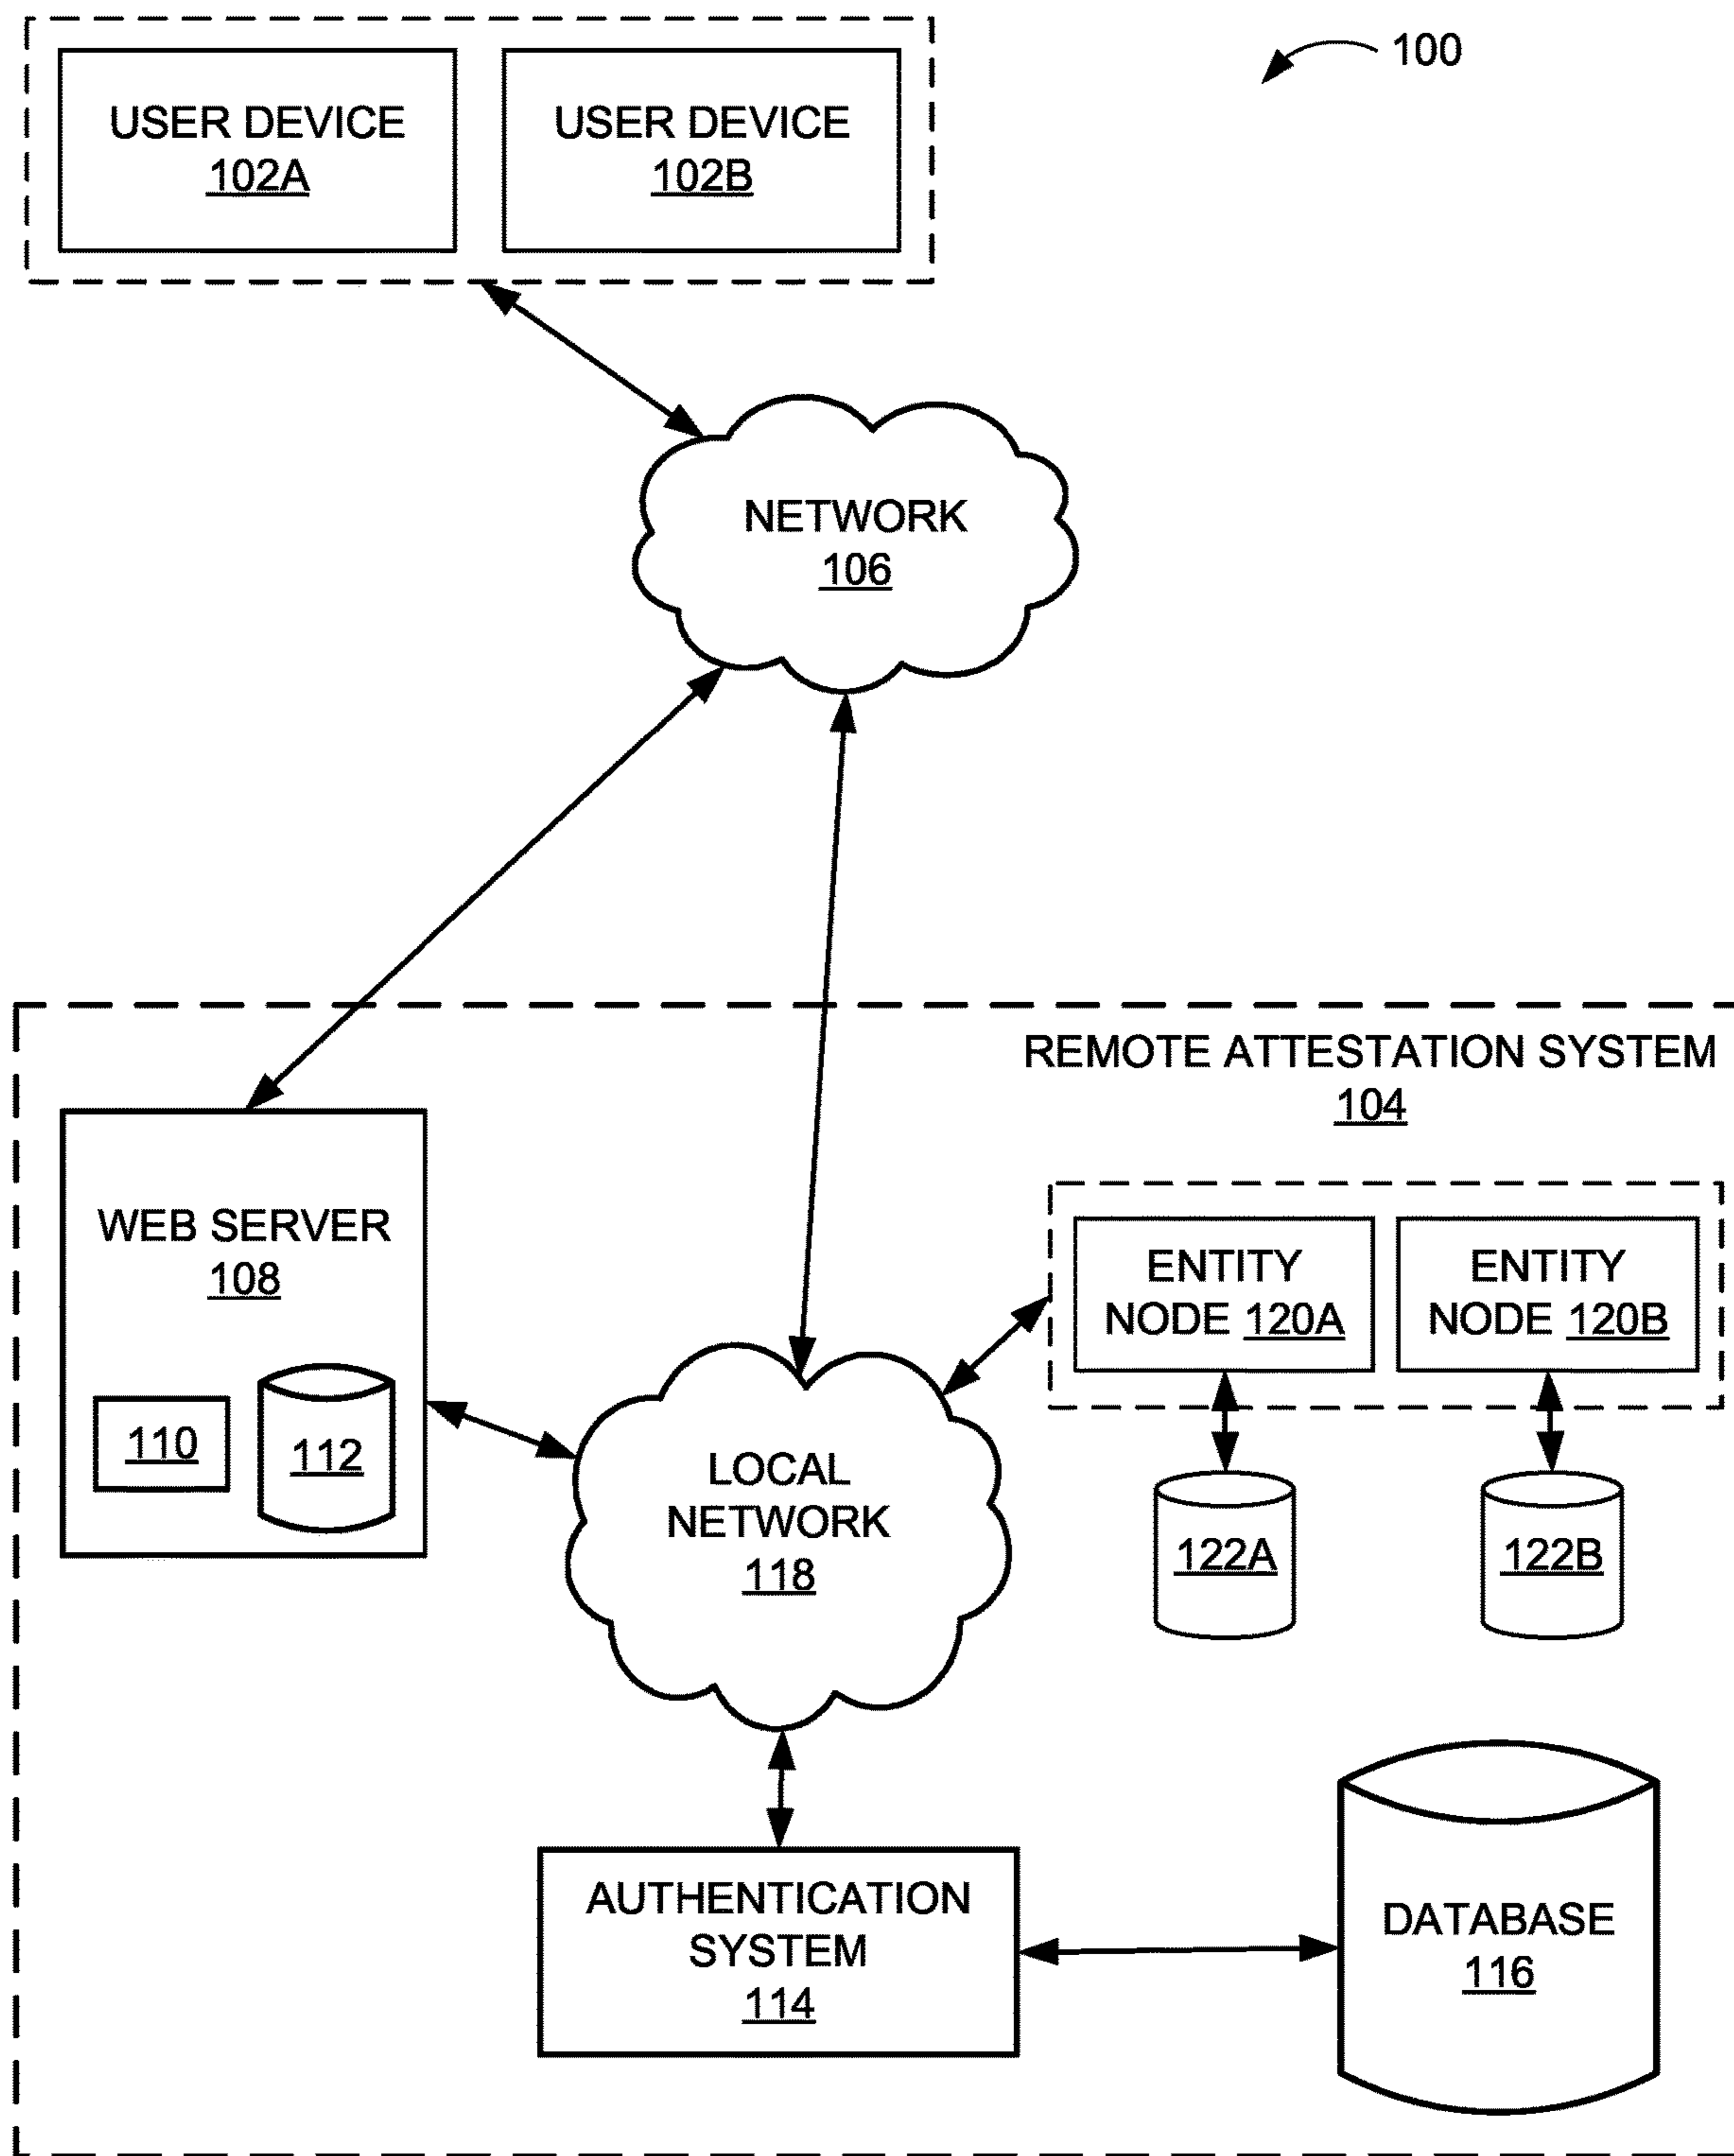 100
USER DEVICE
102A
USER DEVICE
102B
NETWORK
106
REMOTE ATTESTATION SYSTEM
104
WEB SERVER
108
110
112
ENTITY
NODE 120A
ENTITY
NODE 120B
122A
122B
LOCAL
NETWORK
118
AUTHENTICATION
SYSTEM
114
DATABASE
116